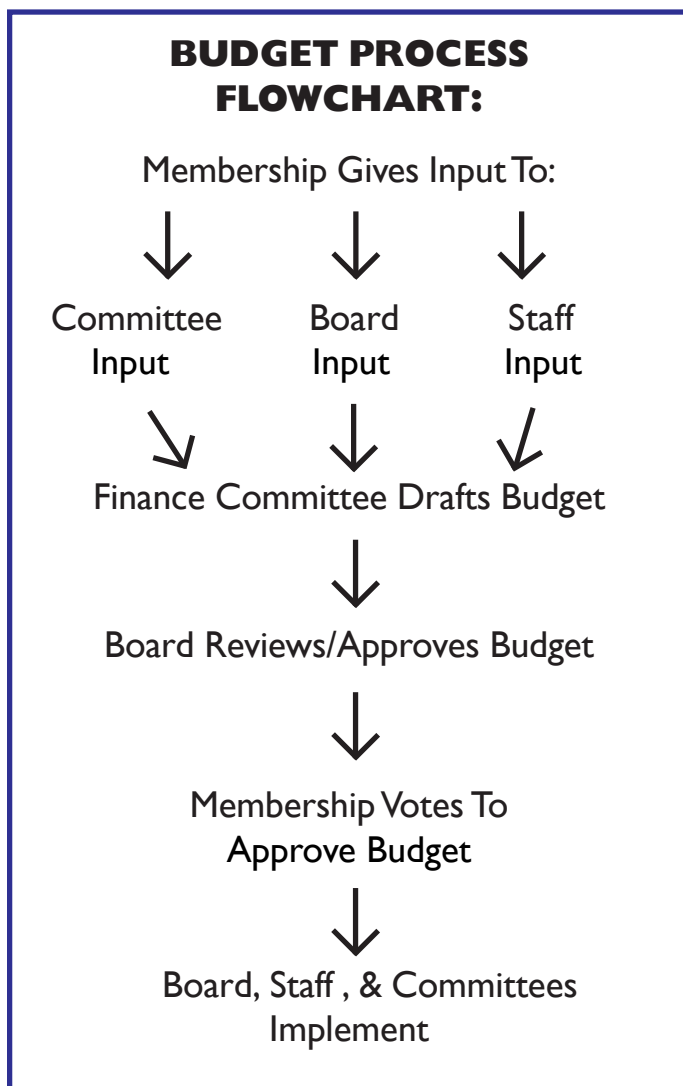 BUDGET PROCESS
FLOWCHART:
Membership Gives Input To:
Committee
Input
Board
Input
Staff
Input
Finance Committee Drafts Budget
Board Reviews/Approves Budget
Membership Votes To
Approve Budget
Board, Staff , & Committees
Implement